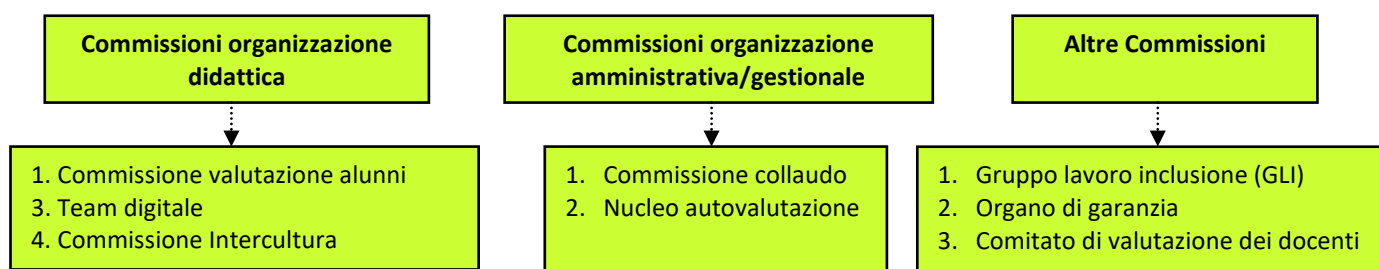 Commissioni organizzazione
didattica
Commissioni organizzazione
amministrativa/gestionale
Altre Commissioni
1. Commissione valutazione alunni
3. Team digitale
4. Commissione Intercultura
1. Commissione collaudo
2. Nucleo autovalutazione
1. Gruppo lavoro inclusione (GLI)
2. Organo di garanzia
3. Comitato di valutazione dei docenti